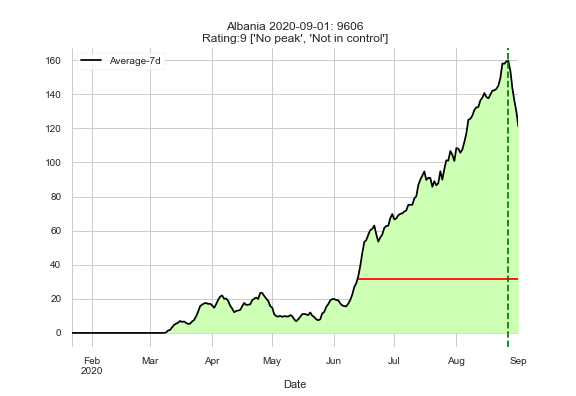 Albania 2020-09-01: 9606
Rating:9 ['No peak', 'Not in control']
Average-7d
160
140
120
100
80
60
40
20
0
Feb Mar Apr May Jun Jul Aug Sep
2020
Date